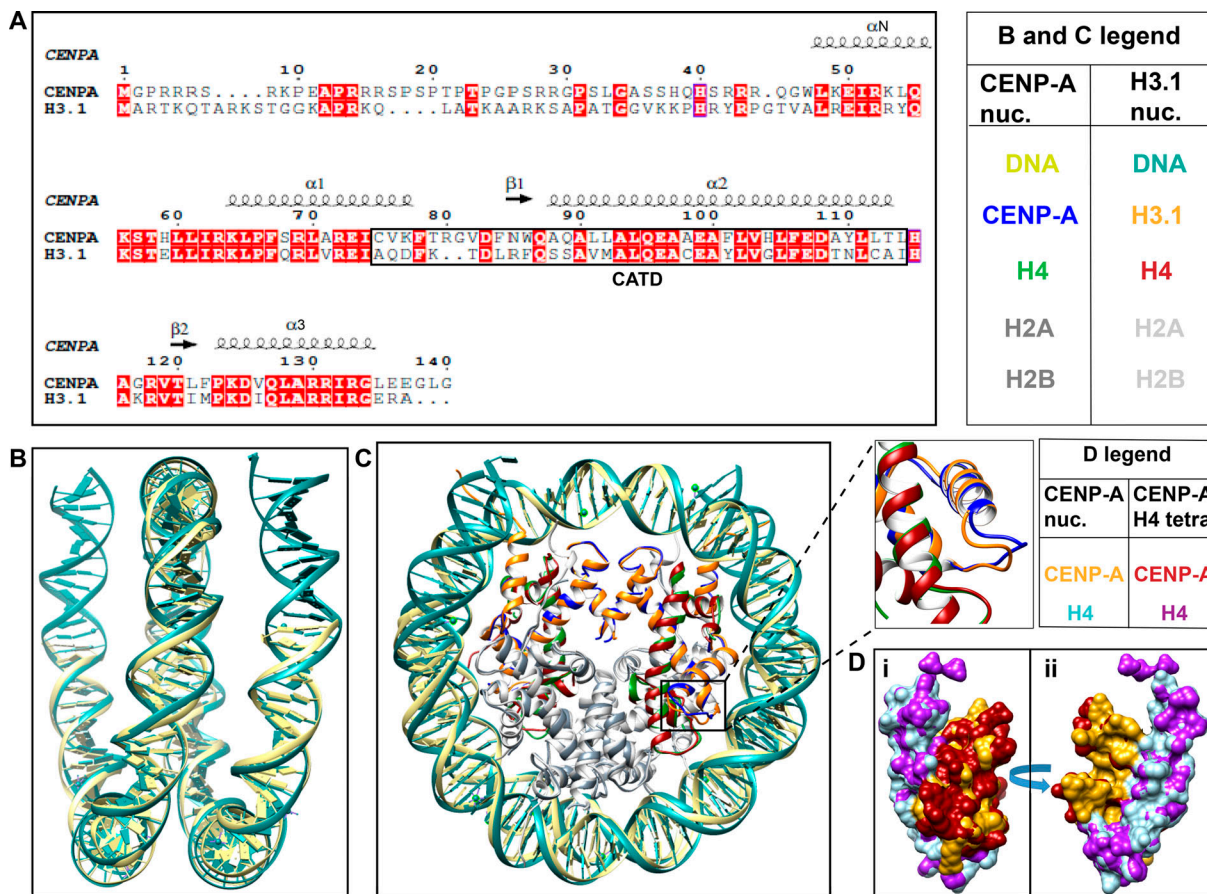 A
αN
CENPA
1 10 20 30 40 50
CENPA MGPRRRS....RKPEAPRRRSPSPTPTPGPSRRGPSLGASSHQHSRRR.QGWLKEIRKLQ
H3.1 MARTKQTARKSTGGKAPRKQ....LATKAARKSAPATGGVKKPHRYRPGTVALREIRRYQ
CENPA α1 β1 α2
60 70 80 90 100 110
CENPA KSTHLLIRKLPFSRLAREICVKFTRGVDFNWQAQALLALQEAAEAFLVHLFEDAYLLTLH
H3.1 KSTELLIRKLPFQRLVREIAQDFK..TDLRFQSSAVMALQEACEAYLVGLFEDTNLCAIH
CATD
CENPA β2 α3
120 130 140
CENPA AGRVTLFPKDVQLARRIRGLEEGLG
H3.1 AKRVTIMPKDIQLARRIRGERA...
B and C legend
CENP-A nuc. H3.1 nuc.
DNA DNA
CENP-A H3.1
H4 H4
H2A H2A
H2B H2B
B
C
D legend
CENP-A nuc. CENP-A H4 tetra
CENP-A CENP-A
H4 H4
D
i
ii